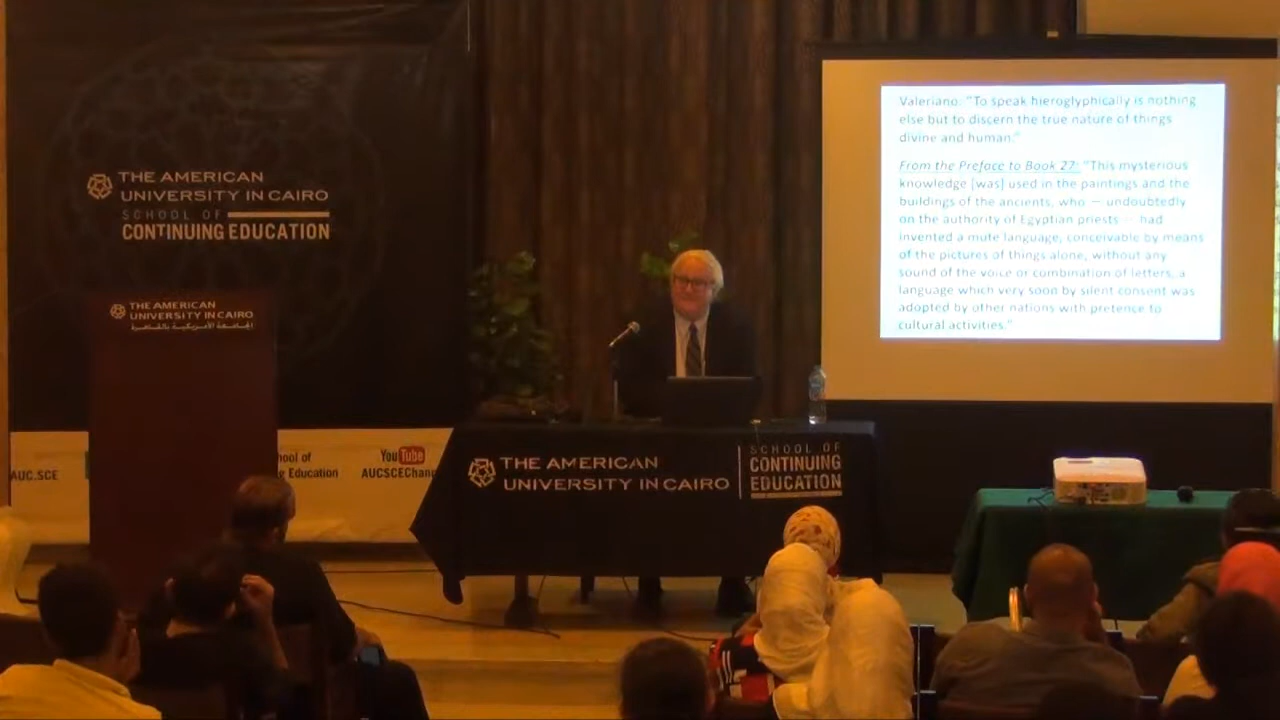 THE AMERICAN
UNIVERSITY IN CAIRO
SCHOOL OF
CONTINUING EDUCATION
THE AMERICAN
UNIVERSITY IN CAIRO
الجامعة الأمريكية بالقاهرة
AUC.SCE
hool of
g Education
YouTube
AUCSCEChan
THE AMERICAN
UNIVERSITY IN CAIRO
SCHOOL OF
CONTINUING
EDUCATION
Valeriano: "To speak hieroglyphically is nothing
else but to discern the true nature of things
divine and human."
From the Preface to Book 27: "This mysterious
knowledge [was] used in the paintings and the
buildings of the ancients, who — undoubtedly
on the authority of Egyptian priests — had
invented a mute language, conceivable by means
of the pictures of things alone, without any
sound of the voice or combination of letters, a
language which very soon by silent consent was
adopted by other nations with pretence to
cultural activities."